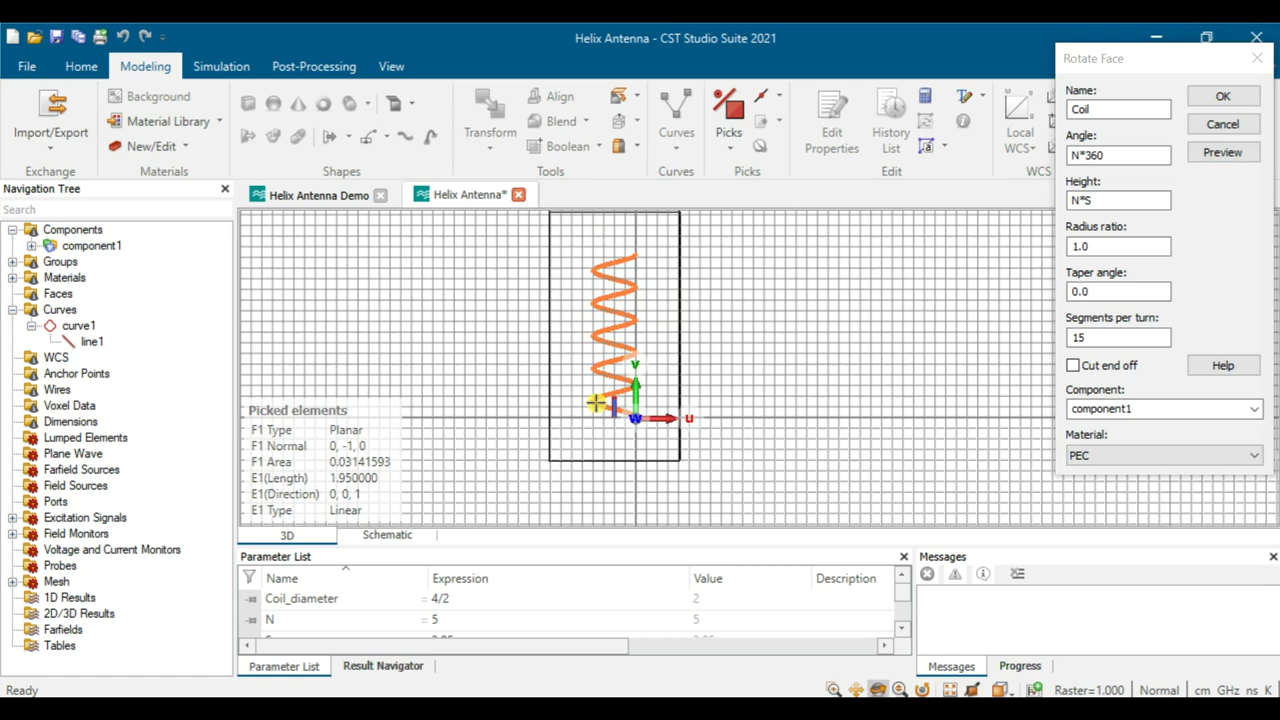 Helix Antenna - CST Studio Suite 2021
File Home Modeling Simulation Post-Processing View
Import/Export
Exchange
Background
Material Library
New/Edit
Materials
Shapes
Transform
Align
Blend
Boolean
Tools
Curves
Curves
Picks
Picks
Edit
Properties
History
List
Edit
Local
WCS
WCS
Rotate Face
Name:
Coil
Angle:
N*360
Height:
N*S
Radius ratio:
1.0
Taper angle:
0.0
Segments per turn:
15
Cut end off
Component:
component1
Material:
PEC
OK
Cancel
Preview
Help
Navigation Tree
Search
Components
component1
Groups
Materials
Faces
Curves
curve1
line1
WCS
Anchor Points
Wires
Voxel Data
Dimensions
Lumped Elements
Plane Wave
Farfield Sources
Field Sources
Ports
Excitation Signals
Field Monitors
Voltage and Current Monitors
Probes
Mesh
1D Results
2D/3D Results
Farfields
Tables
Helix Antenna Demo
Helix Antenna*
v
w
u
Picked elements
F1 Type Planar
F1 Normal 0, -1, 0
F1 Area 0.03141593
E1(Length) 1.950000
E1(Direction) 0, 0, 1
E1 Type Linear
3D Schematic
Parameter List
Name Expression Value Description
Coil_diameter = 4/2 2
N = 5 5
Parameter List Result Navigator
Messages
Messages Progress
Ready
Raster=1.000 Normal cm GHz ns K